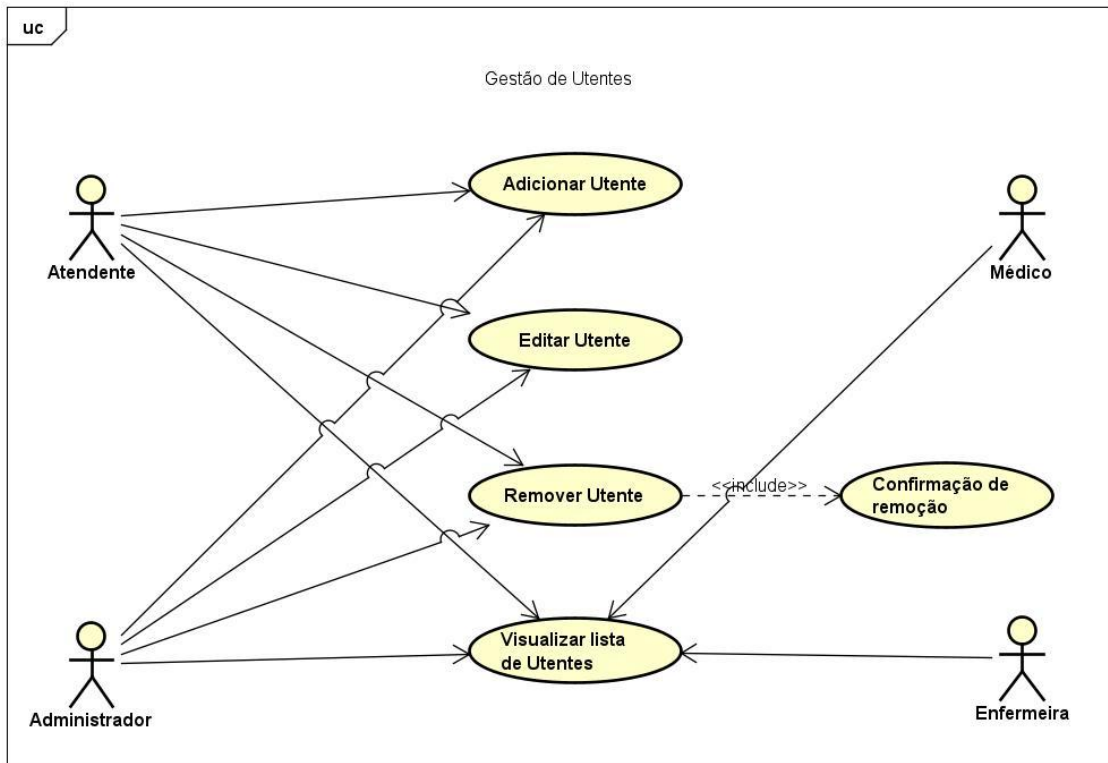 uc
Gestão de Utentes
Adicionar Utente
Atendente
Médico
Editar Utente
Remover Utente
<<include>>
Confirmação de
remoção
Visualizar lista
de Utentes
Administrador
Enfermeira